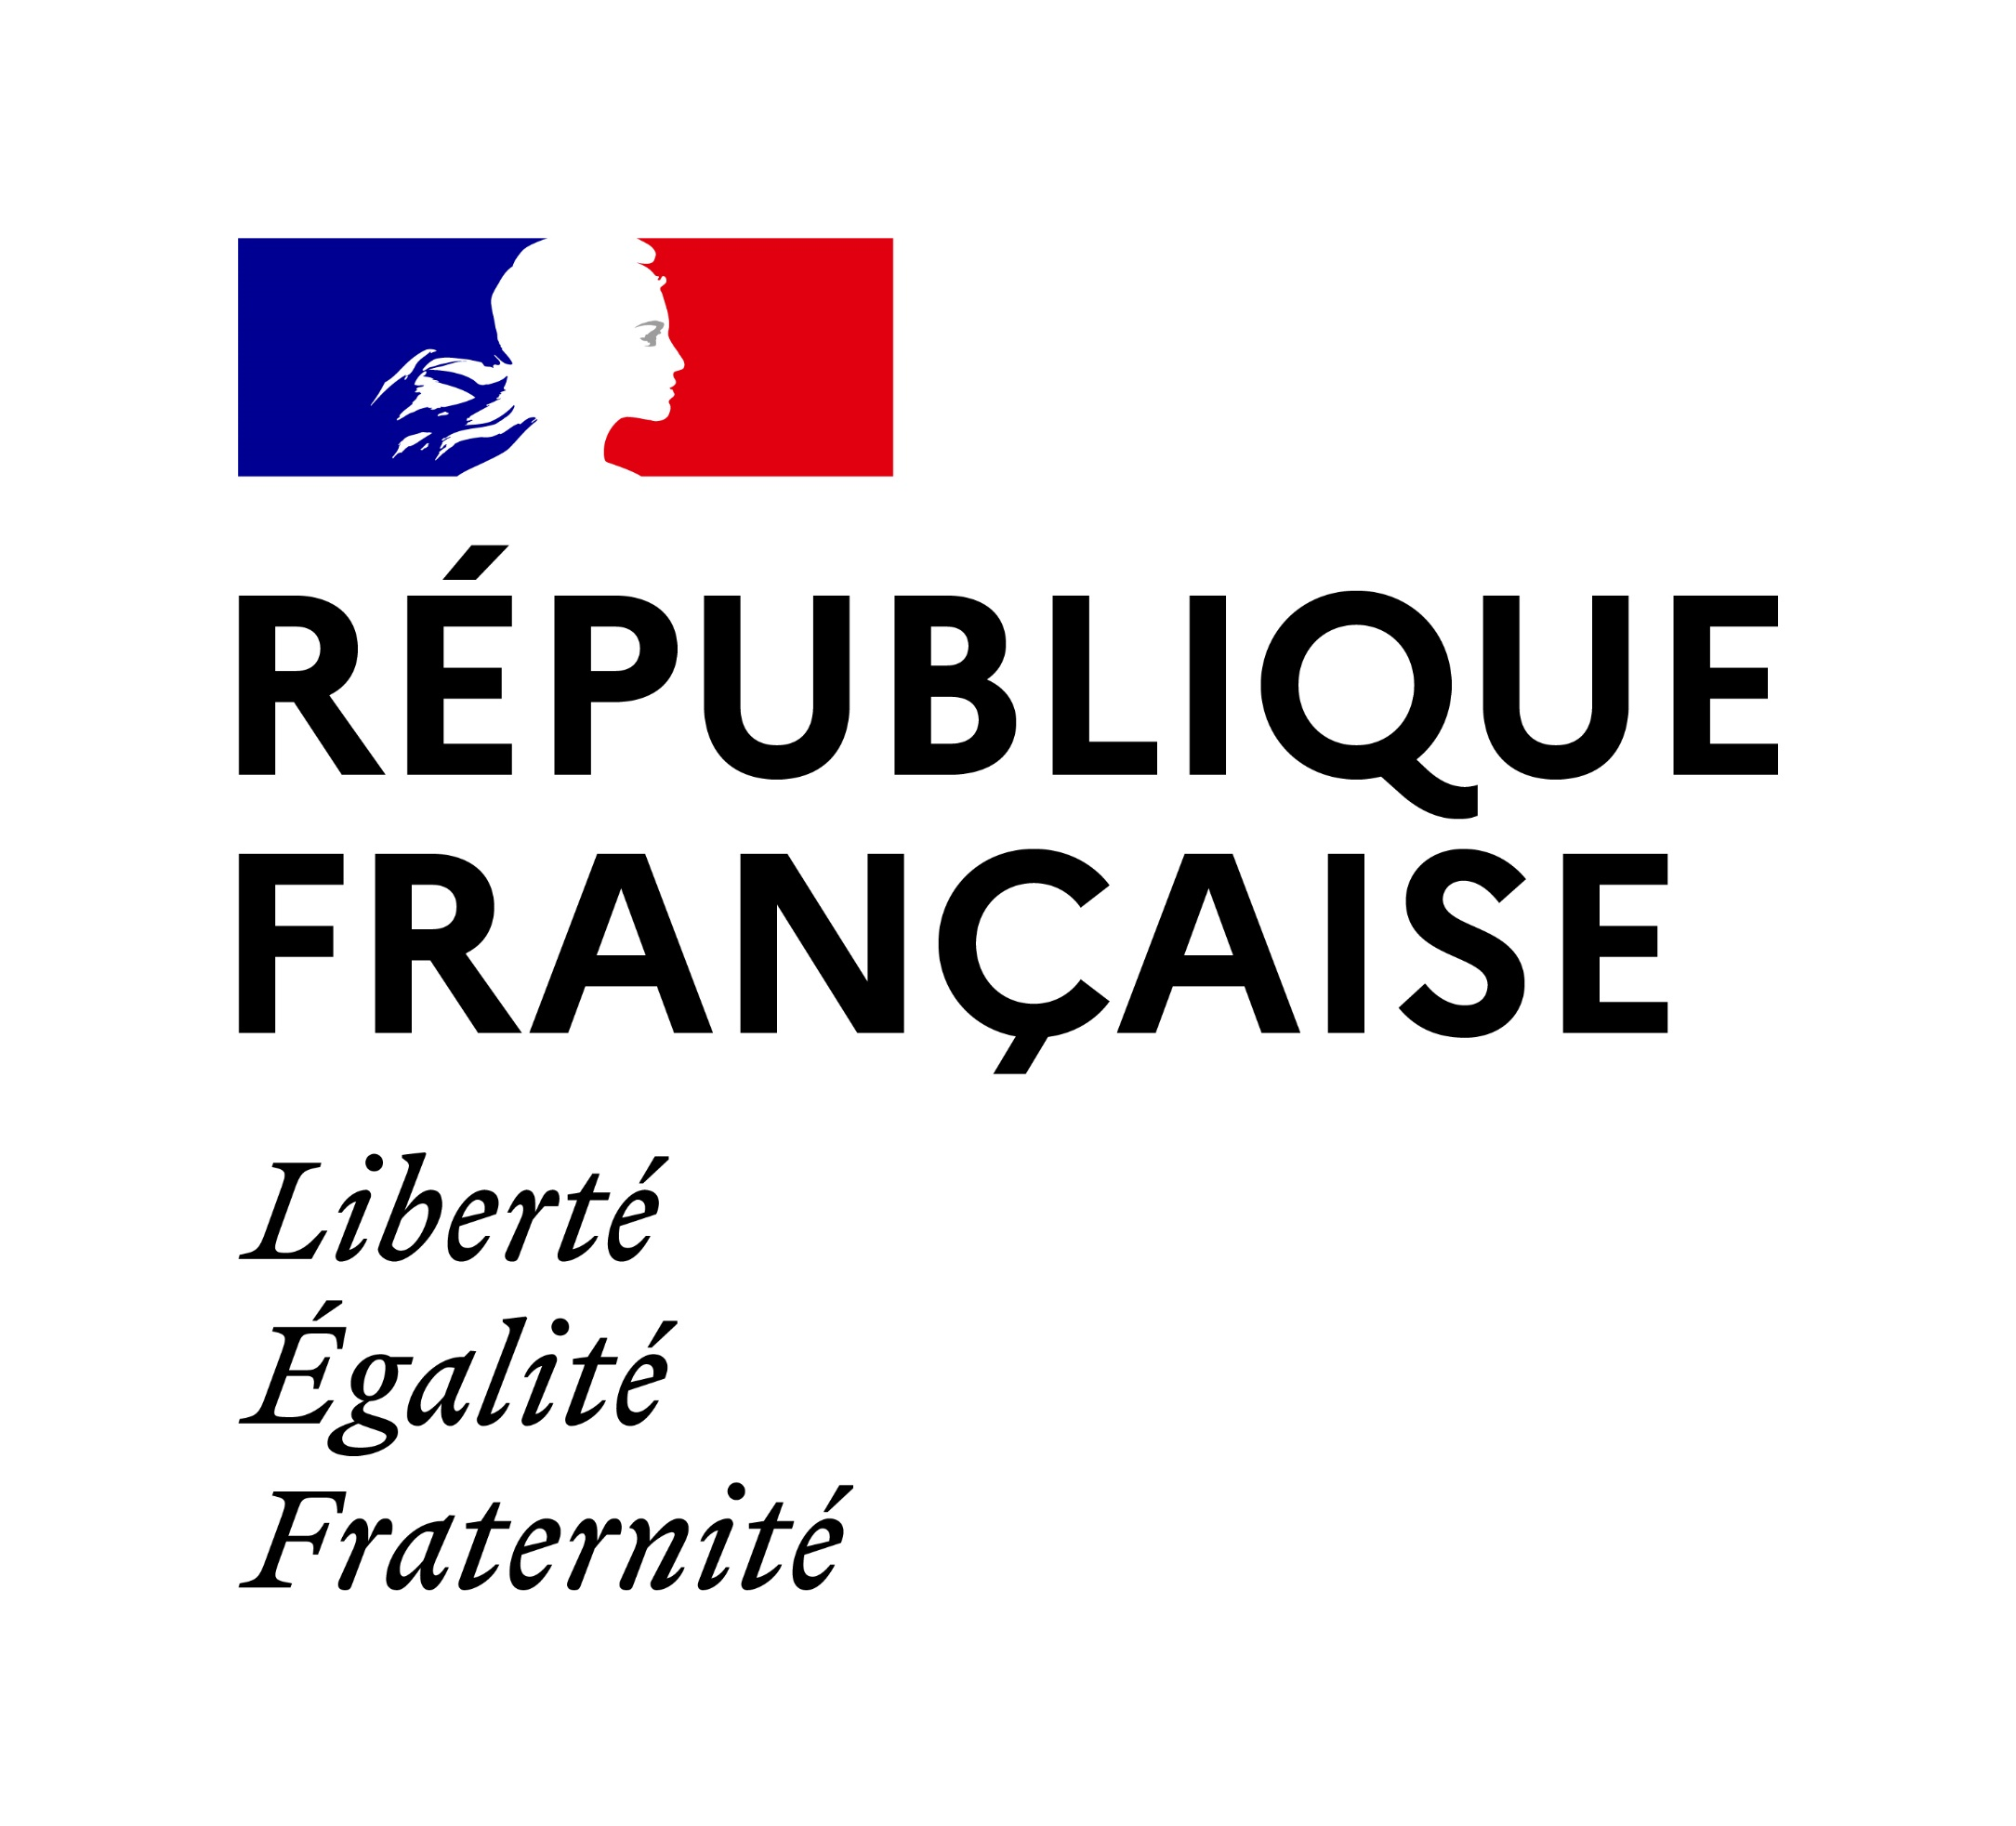 RÉPUBLIQUE
FRANÇAISE
Liberté
Égalité
Fraternité